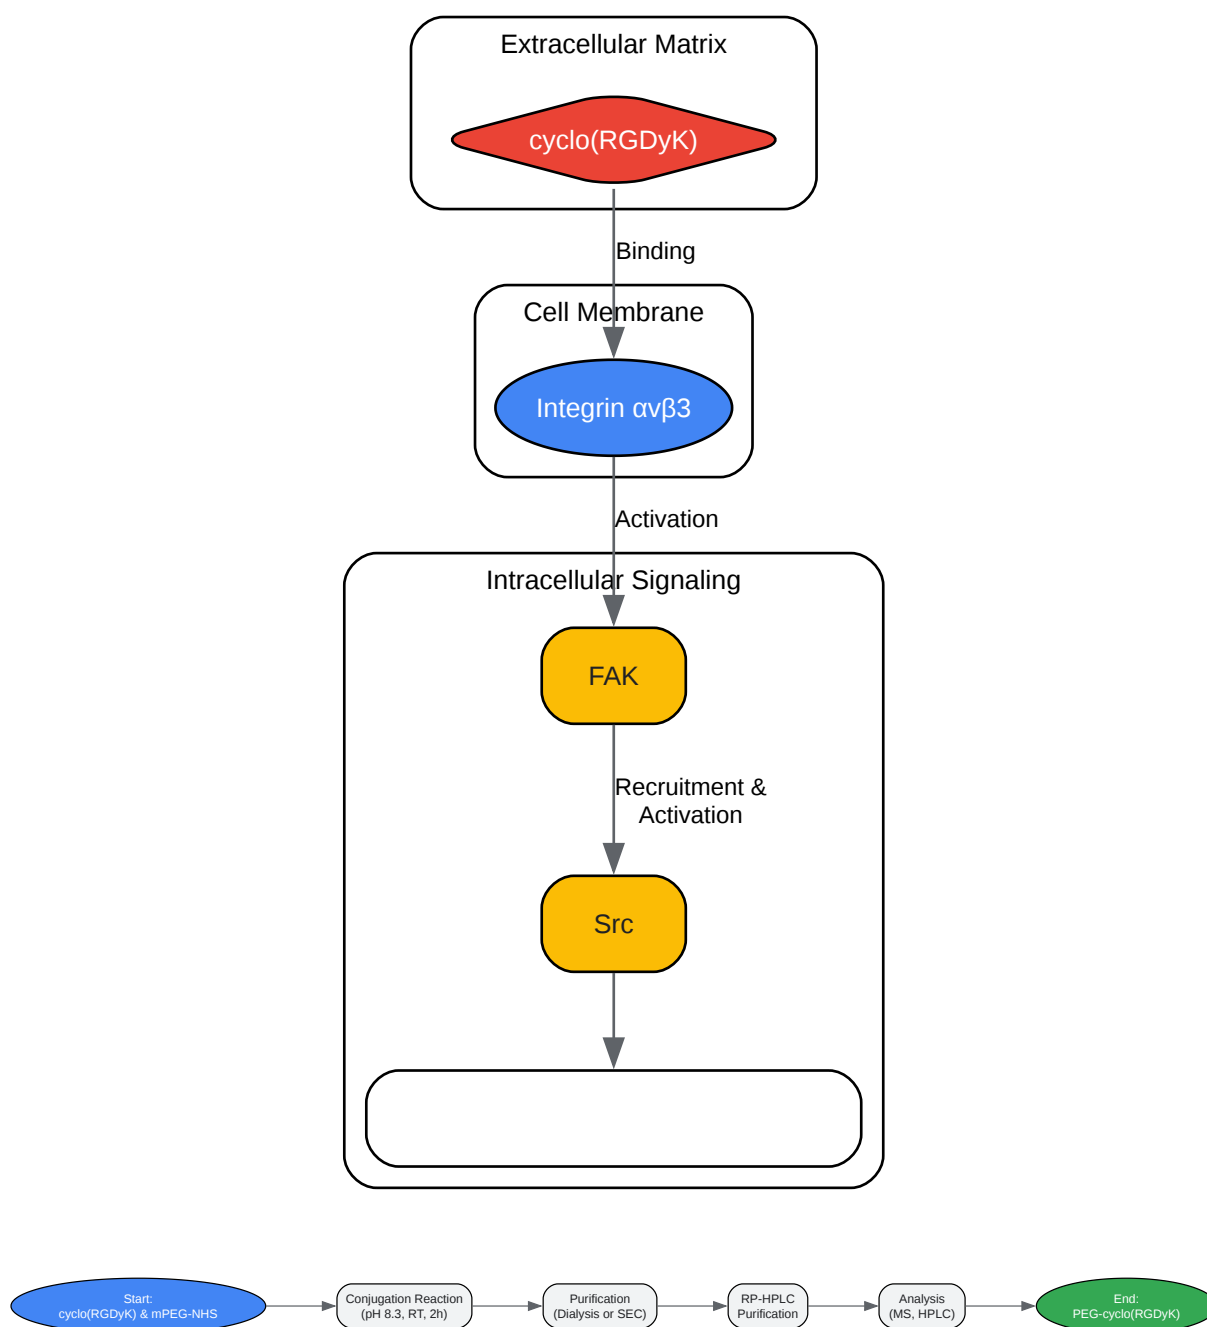 Extracellular Matrix
cyclo(RGDyK)
Binding
Cell Membrane
Integrin αvβ3
Activation
Intracellular Signaling
FAK
Recruitment &
Activation
Src
Start:
cyclo(RGDyK) & mPEG-NHS
Conjugation Reaction
(pH 8.3, RT, 2h)
Purification
(Dialysis or SEC)
RP-HPLC
Purification
Analysis
(MS, HPLC)
End:
PEG-cyclo(RGDyK)